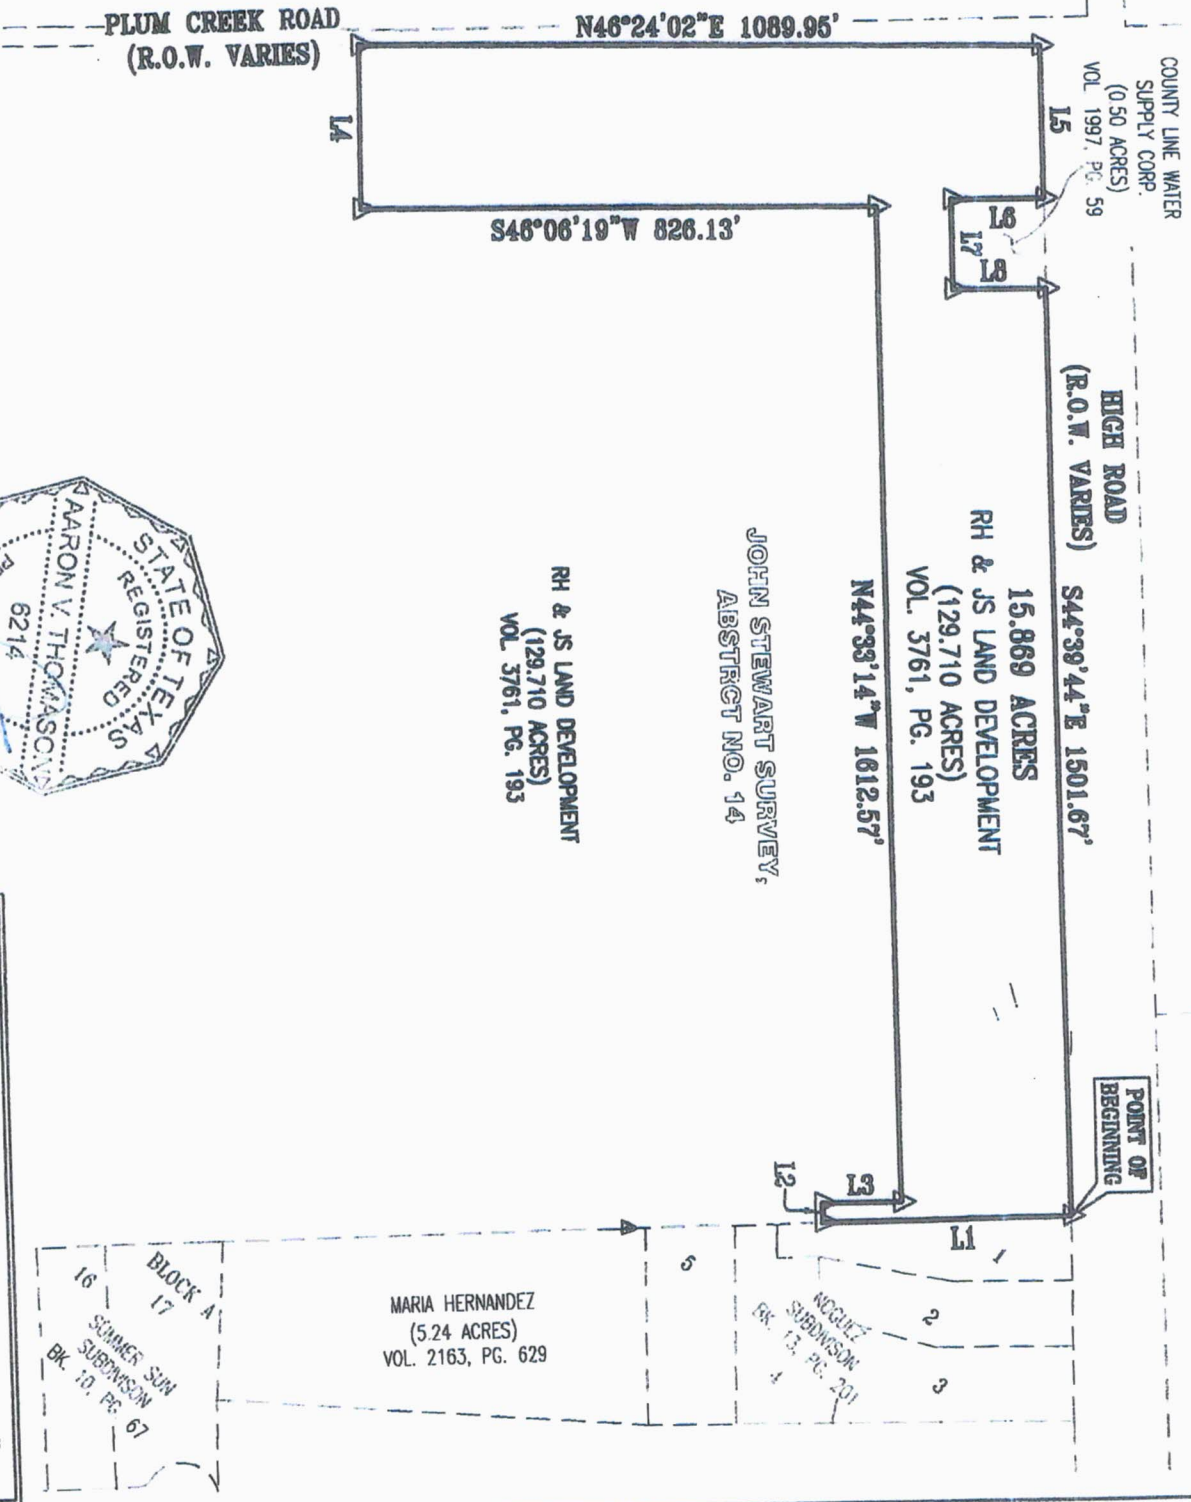 PLUM CREEK ROAD
(R.O.W. VARIES)
N46°24'02"E 1089.95'
COUNTY LINE WATER
SUPPLY CORP.
(0.50 ACRES)
VOL 1997, PG. 59
L4
L5
L6
L7
L8
S46°06'19"W 826.13'
HIGH ROAD
(R.O.W. VARIES)
S44°39'44"E 1501.67'
15.869 ACRES
RH & JS LAND DEVELOPMENT
(129.710 ACRES)
VOL. 3761, PG. 193
N44°33'14"W 1612.57'
JOHN STEWART SURVEY,
ABSTRCT NO. 14
RH & JS LAND DEVELOPMENT
(129.710 ACRES)
VOL 3761, PG. 193
STATE OF TEXAS
REGISTERED
AARON V. THOMASON
6214
POINT OF
BEGINNING
L2
L3
L1
1
2
3
4
5
NOGUEZ
SUBDIVISON
BK. 13, PG. 201
MARIA HERNANDEZ
(5.24 ACRES)
VOL. 2163, PG. 629
BLOCK A
17
16
SUMMER SUN
SUBDIVISON
BK. 10, PG 67